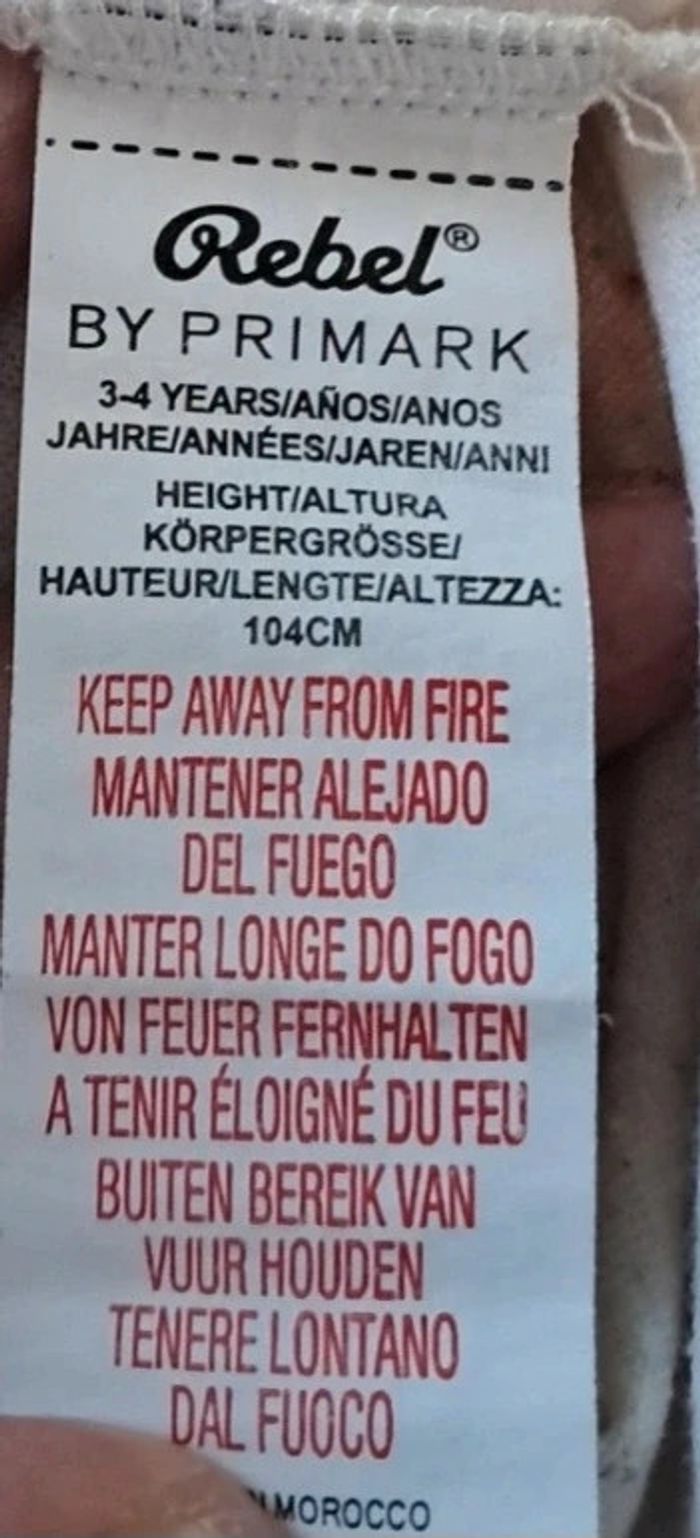 Rebel®
BY PRIMARK
3-4 YEARS/AÑOS/ANOS
JAHRE/ANNÉES/JAREN/ANNI
HEIGHT/ALTURA
KÖRPERGRÖSSE/
HAUTEUR/LENGTE/ALTEZZA:
104CM
KEEP AWAY FROM FIRE
MANTENER ALEJADO
DEL FUEGO
MANTER LONGE DO FOGO
VON FEUER FERNHALTEN
A TENIR ÉLOIGNÉ DU FEU
BUITEN BEREIK VAN
VUUR HOUDEN
TENERE LONTANO
DAL FUOCO
MOROCCO